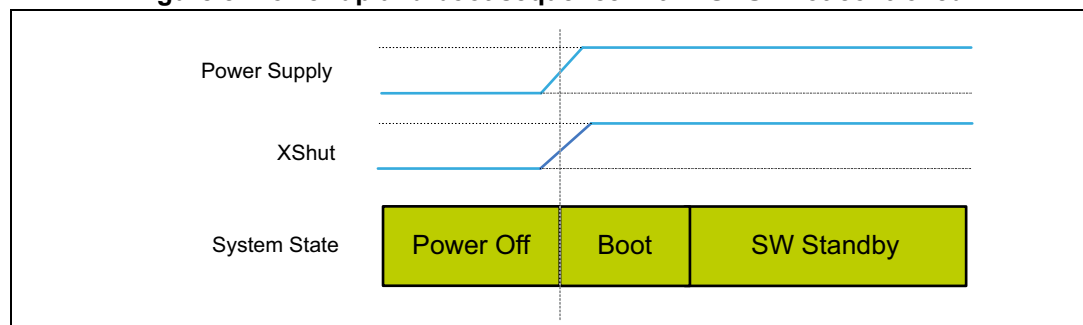 Power Supply
XShut
System State
Power Off
Boot
SW Standby